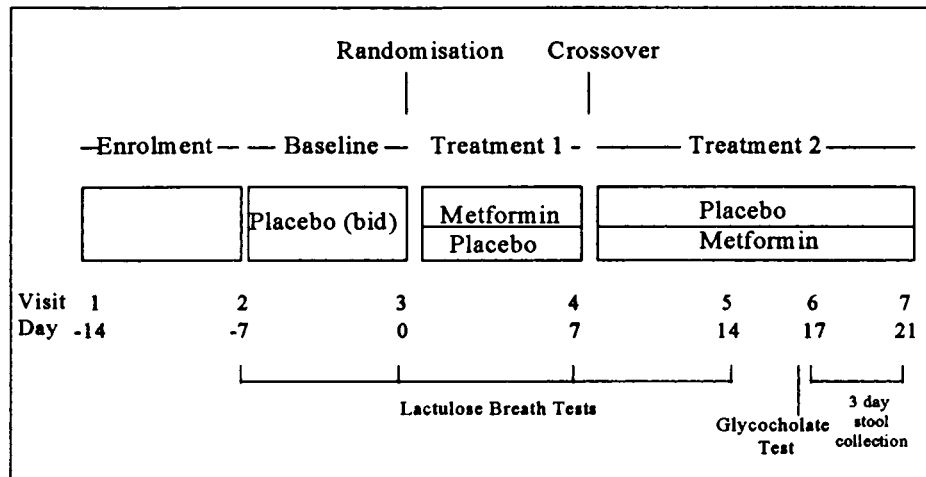 Randomisation Crossover
Enrolment Baseline Treatment 1 Treatment 2
Placebo (bid) Metformin Placebo
Placebo Metformin
Visit 1 2 3 4 5 6 7
Day -14 -7 0 7 14 17 21
Lactulose Breath Tests
Glycocholate
Test
3 day
stool
collection